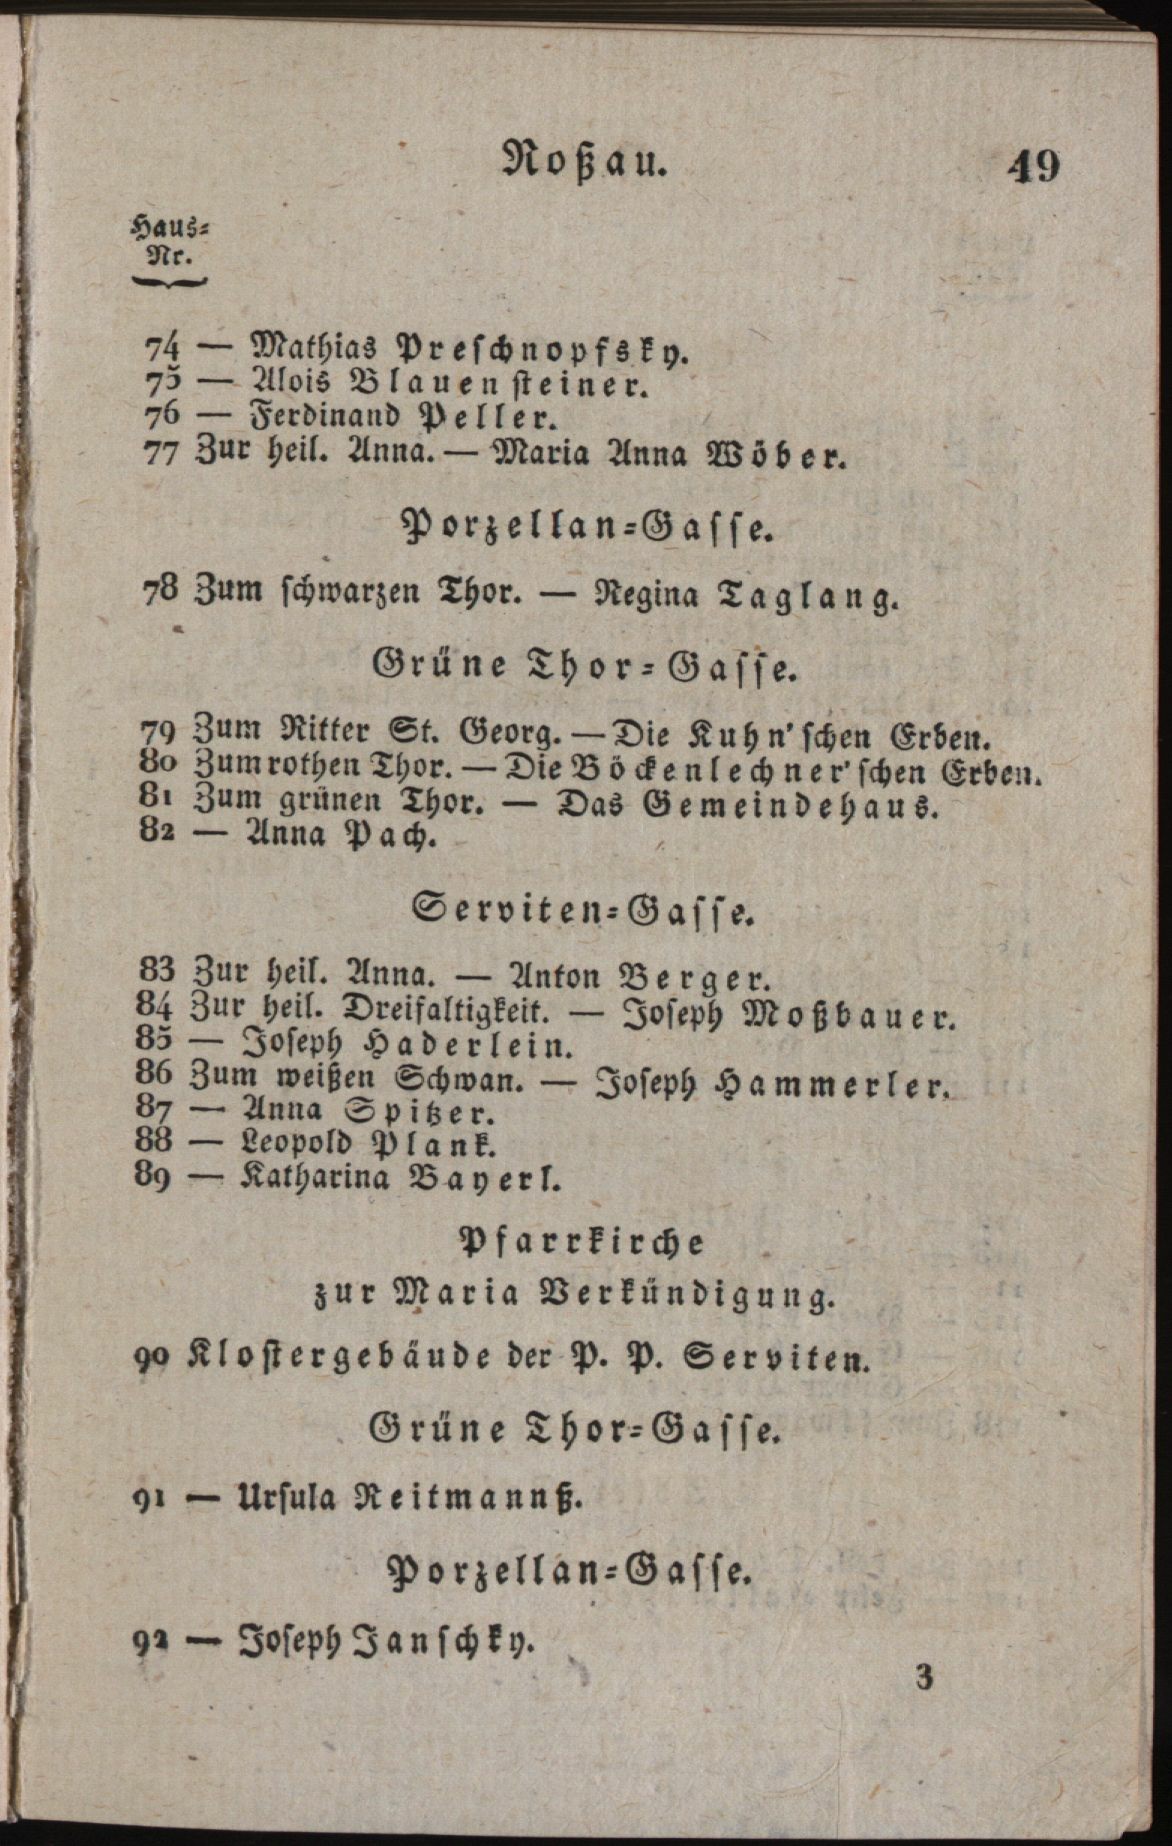 Roßau. 49
Haus-
Nr.
74 — Mathias Preschnopfsky.
75 — Alois Blauensteiner.
76 — Ferdinand Peller.
77 Zur heil. Anna. — Maria Anna Wöber.
Porzellan-Gasse.
78 Zum schwarzen Thor. — Regina Taglang.
Grüne Thor-Gasse.
79 Zum Ritter St. Georg. — Die Kuhn'schen Erben.
80 Zum rothen Thor. — Die Böckenlechner'schen Erben.
81 Zum grünen Thor. — Das Gemeindehaus.
82 — Anna Pach.
Serviten-Gasse.
83 Zur heil. Anna. — Anton Berger.
84 Zur heil. Dreifaltigkeit. — Joseph Moßbauer.
85 — Joseph Haderlein.
86 Zum weißen Schwan. — Joseph Hammerler.
87 — Anna Spitzer.
88 — Leopold Plank.
89 — Katharina Bayerl.
Pfarrkirche
zur Maria Verkündigung.
90 Klostergebäude der P. P. Serviten.
Grüne Thor-Gasse.
91 — Ursula Reitmannß.
Porzellan-Gasse.
92 — Joseph Janschky.
3